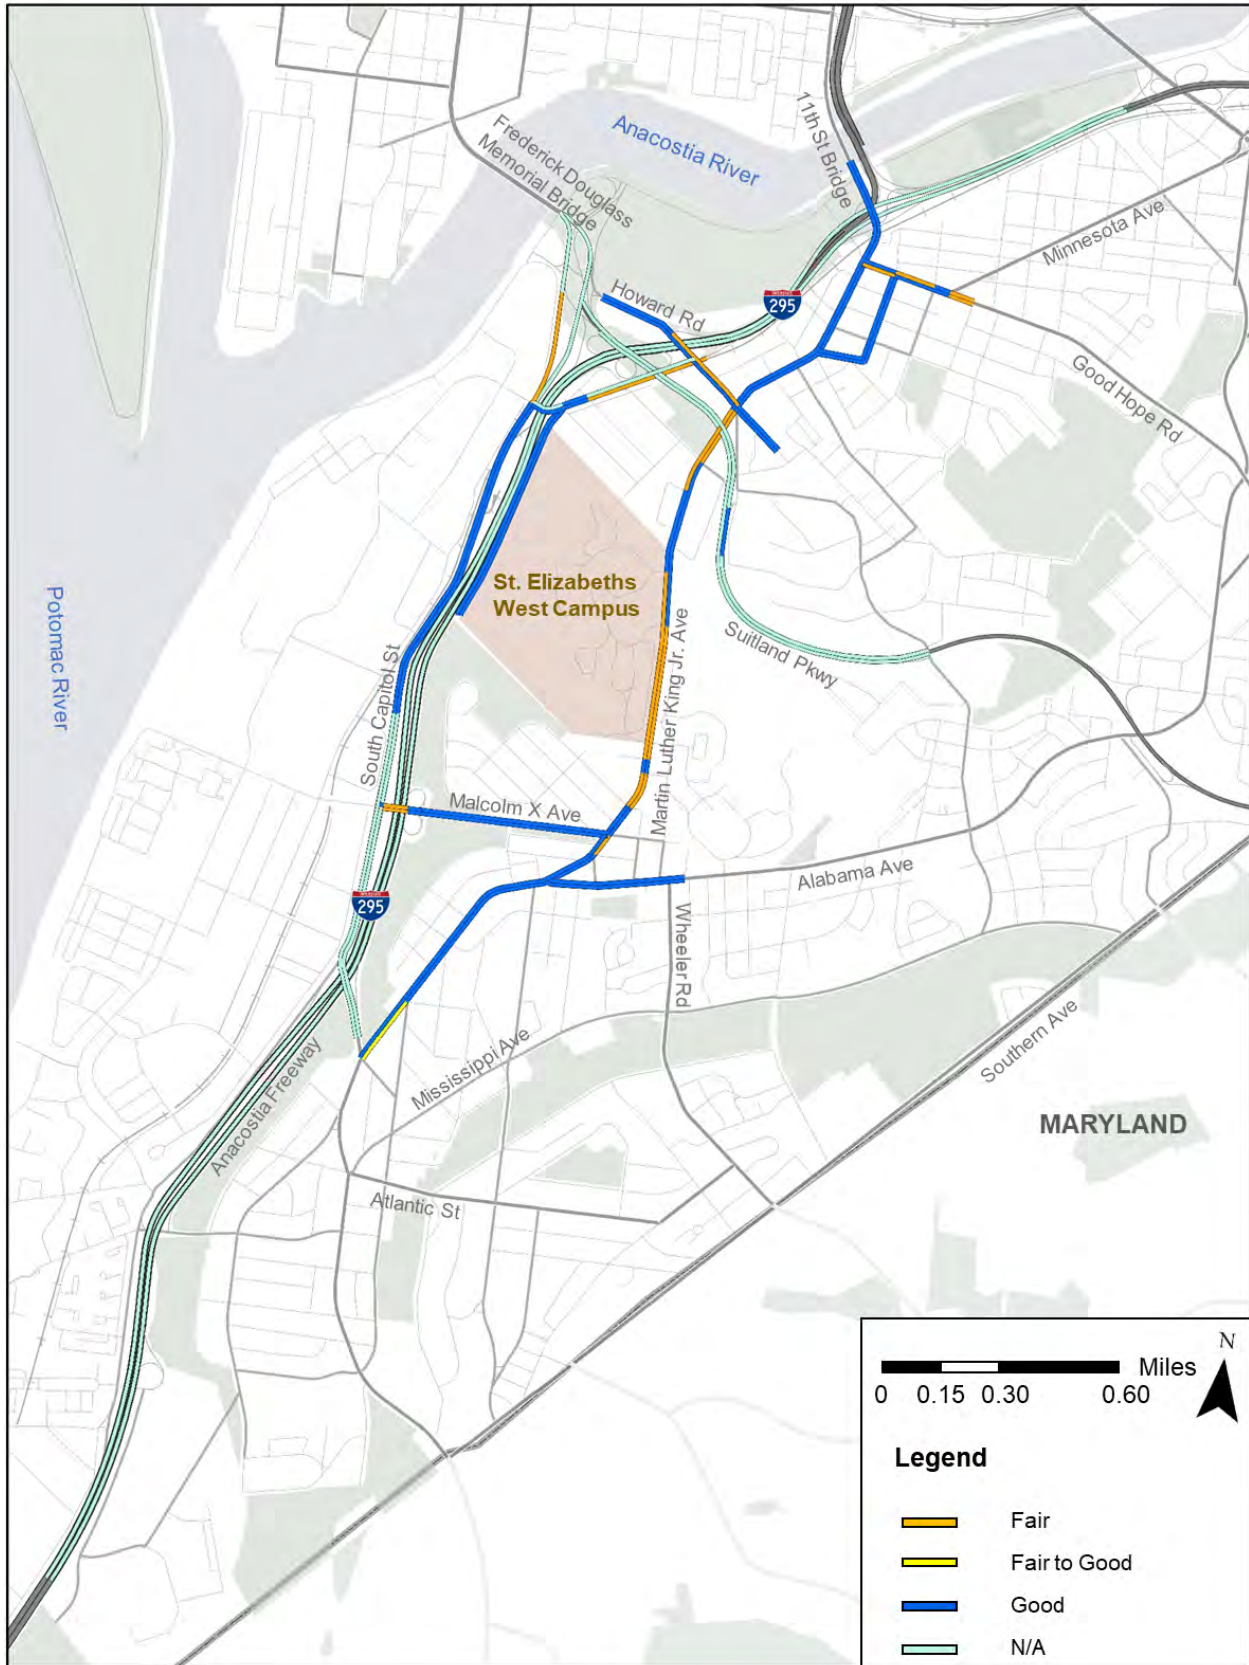 11th St Bridge
Anacostia River
Frederick Douglass
Memorial Bridge
Minnesota Ave
Howard Rd
295
Good Hope Rd
St. Elizabeths
West Campus
Potomac River
Suitland Pkwy
South Capitol St
Martin Luther King Jr. Ave
Malcolm X Ave
Alabama Ave
295
Wheeler Rd
Mississippi Ave
Southern Ave
Anacostia Freeway
MARYLAND
Atlantic St
N
Miles
0 0.15 0.30 0.60
Legend
Fair
Fair to Good
Good
N/A